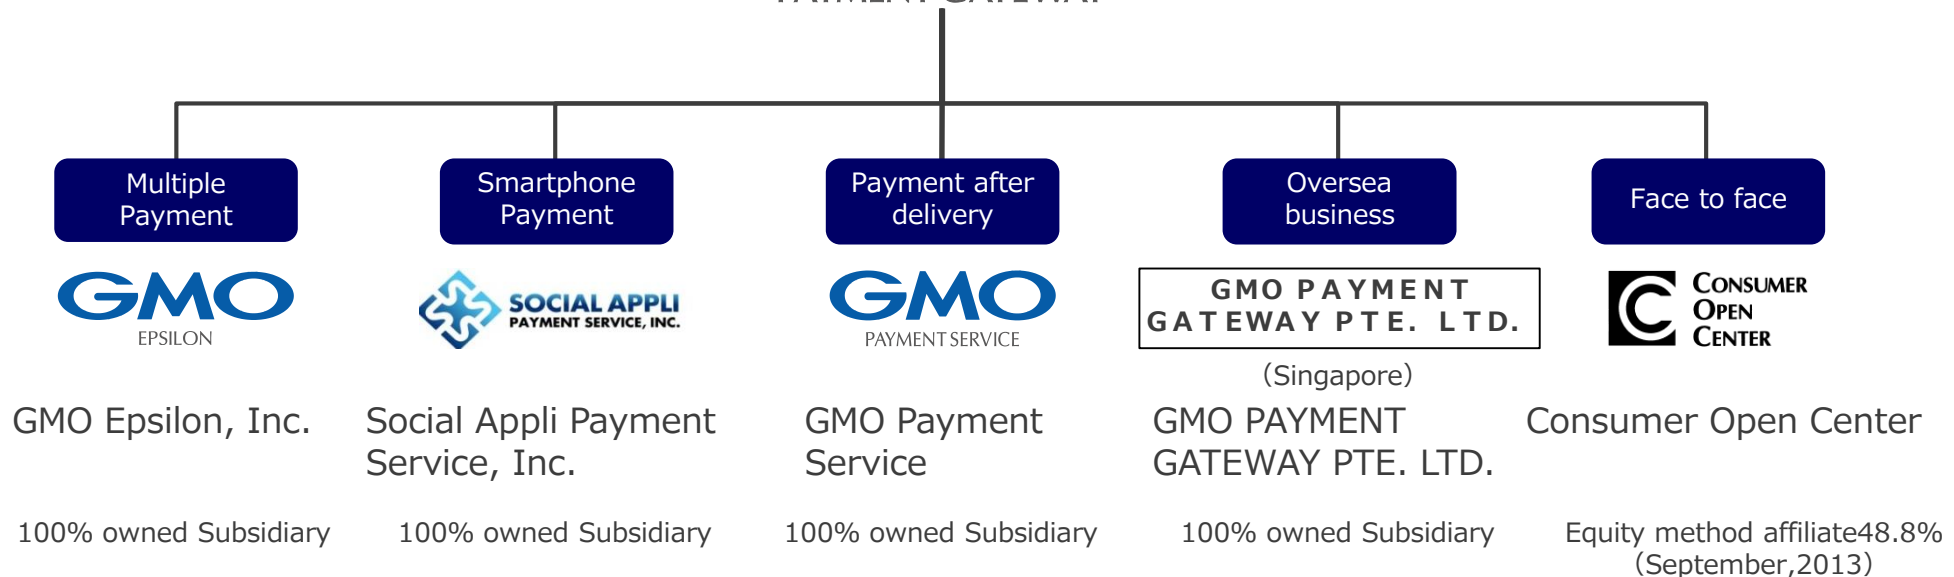 PAYMENT GATEWAY
Multiple
Payment
Smartphone
Payment
Payment after
delivery
Oversea
business
Face to face
GMO
EPSILON
SOCIAL APPLI
PAYMENT SERVICE, INC.
GMO
PAYMENT SERVICE
GMO PAYMENT
GATEWAY PTE. LTD.
(Singapore)
C
CONSUMER
OPEN
CENTER
GMO Epsilon, Inc.
Social Appli Payment
Service, Inc.
GMO Payment
Service
GMO PAYMENT
GATEWAY PTE. LTD.
Consumer Open Center
100% owned Subsidiary
100% owned Subsidiary
100% owned Subsidiary
100% owned Subsidiary
Equity method affiliate48.8%
(September,2013)